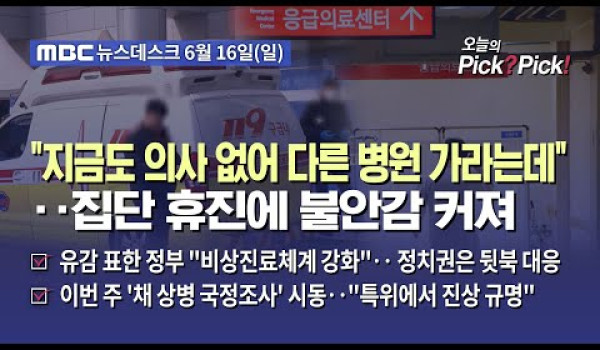 응급의료센터
MBC 뉴스데스크 6월 16일(일)
오늘의
Pick?Pick!
119 구급대
"지금도 의사 없어 다른 병원 가라는데"
··집단 휴진에 불안감 커져
유감 표한 정부 "비상진료체계 강화"‥ 정치권은 뒷북 대응
이번 주 '채 상병 국정조사' 시동‥"특위에서 진상 규명"